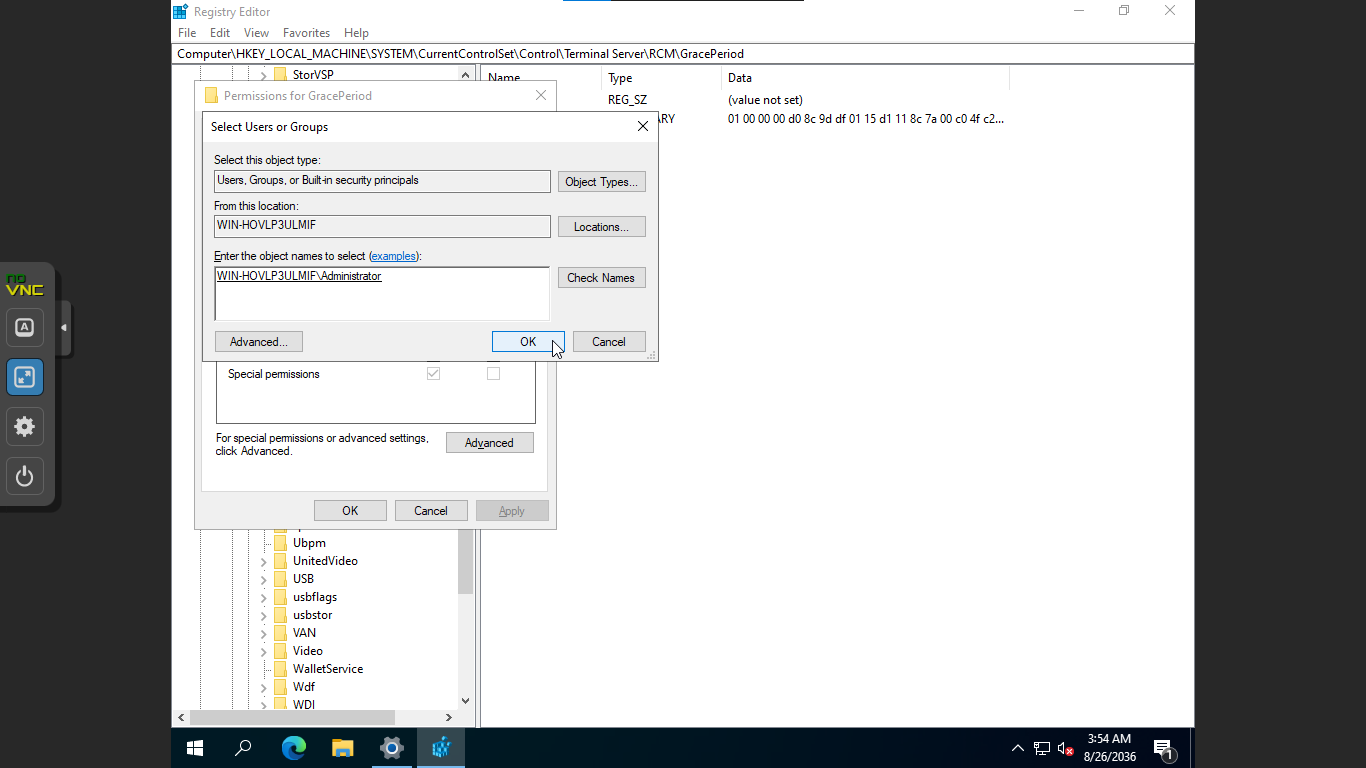 Registry Editor
File Edit View Favorites Help
Computer\HKEY_LOCAL_MACHINE\SYSTEM\CurrentControlSet\Control\Terminal Server\RCM\GracePeriod
StorVSP
Name Type Data
REG_SZ (value not set)
ARY 01 00 00 00 d0 8c 9d df 01 15 d1 11 8c 7a 00 c0 4f c2...
Permissions for GracePeriod
Select Users or Groups
Select this object type:
Users, Groups, or Built-in security principals
Object Types...
From this location:
WIN-HOVLP3ULMIF
Locations...
Enter the object names to select (examples):
WIN-HOVLP3ULMIF\Administrator
Check Names
Advanced... OK Cancel
Special permissions
For special permissions or advanced settings,
click Advanced.
Advanced
OK Cancel Apply
Ubpm
UnitedVideo
USB
usbflags
usbstor
VAN
Video
WalletService
Wdf
WDI
no
VNC
A
3:54 AM
8/26/2036
1